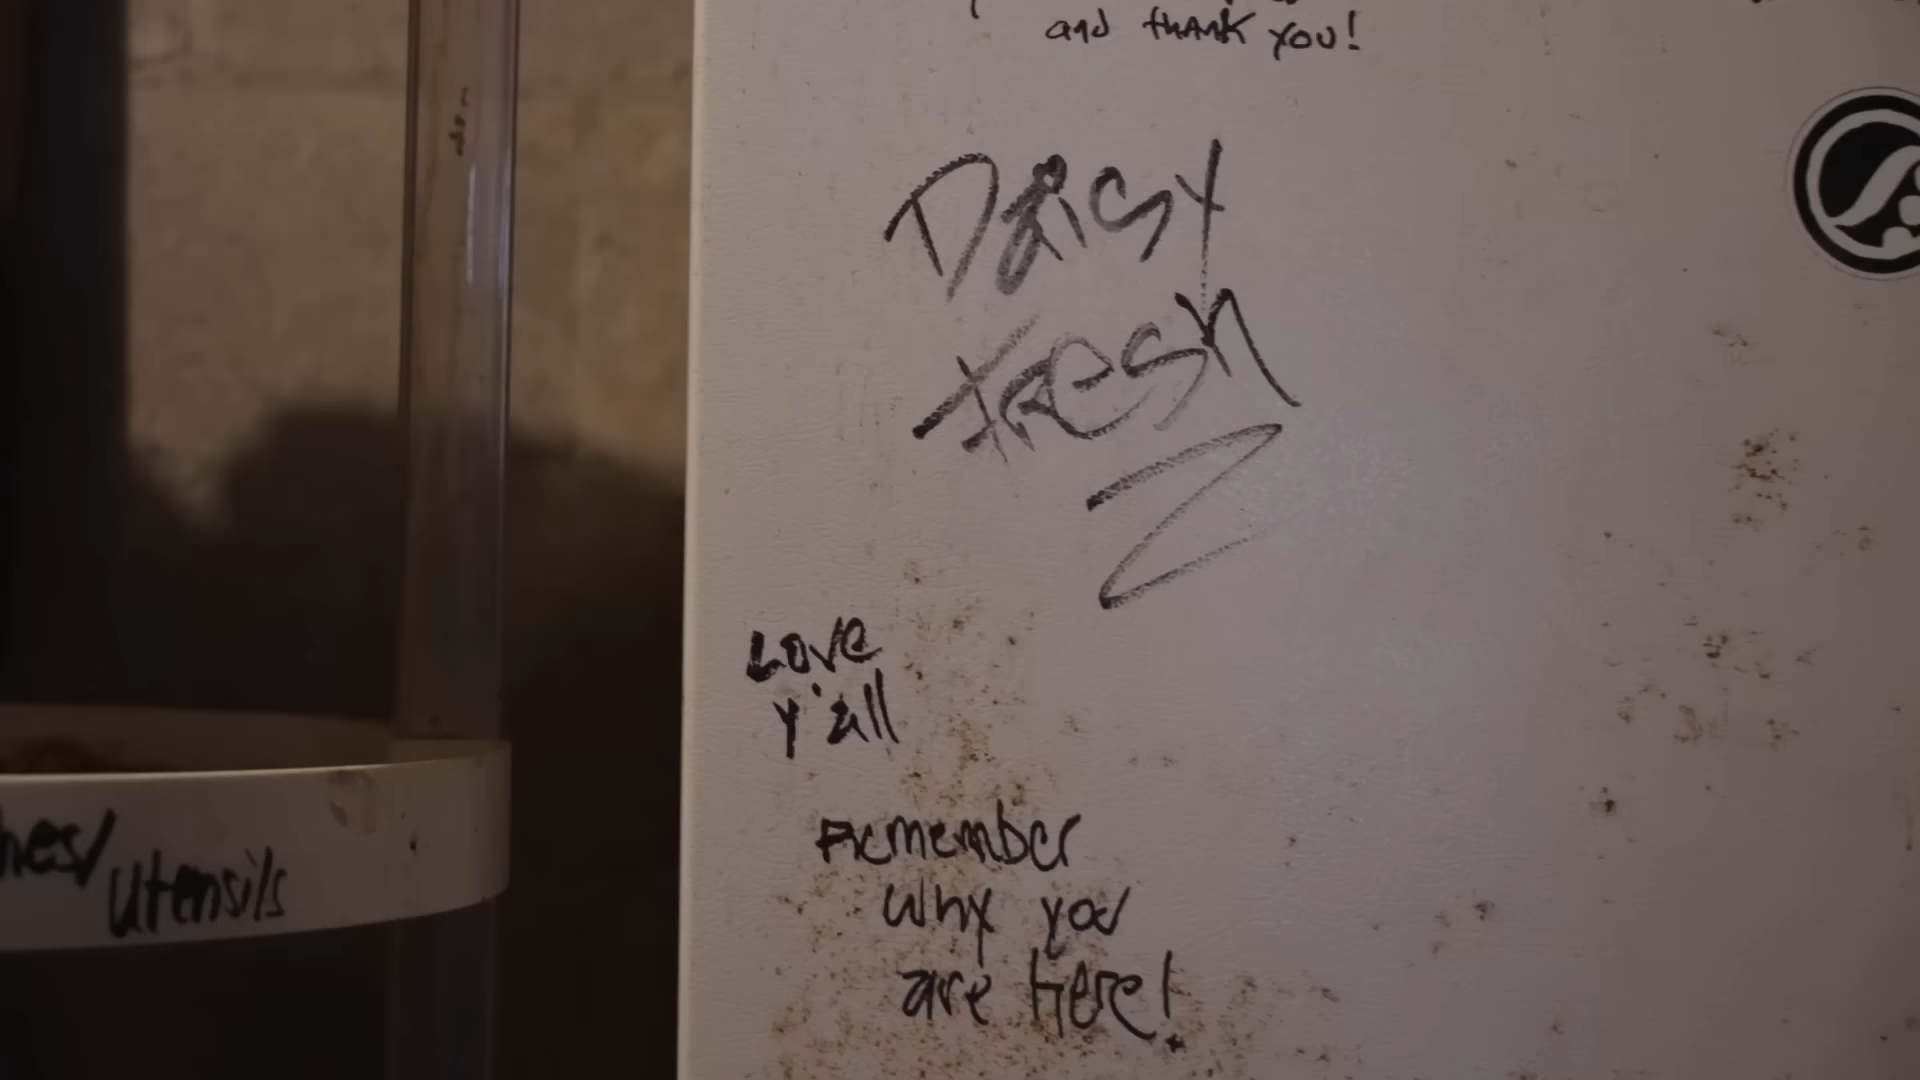 and thank you!
Daisy
Fresh
Love
y'all
Remember
why you
are here!
utensils